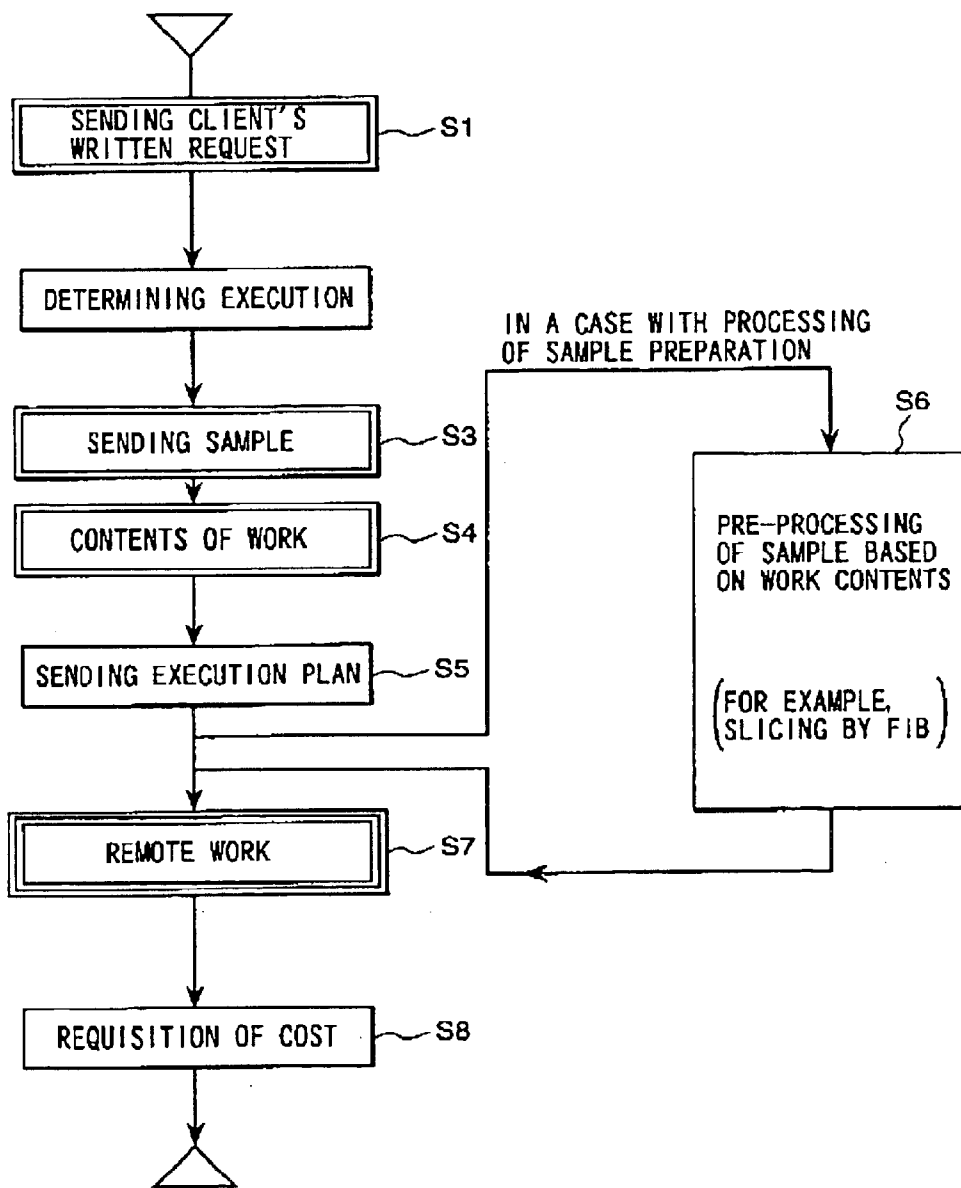 SENDING CLIENT'S
WRITTEN REQUEST
S1
DETERMINING EXECUTION
IN A CASE WITH PROCESSING
OF SAMPLE PREPARATION
SENDING SAMPLE
S3
S6
CONTENTS OF WORK
S4
PRE-PROCESSING
OF SAMPLE BASED
ON WORK CONTENTS
SENDING EXECUTION PLAN
S5
(FOR EXAMPLE,
SLICING BY FIB)
REMOTE WORK
S7
REQUISITION OF COST
S8